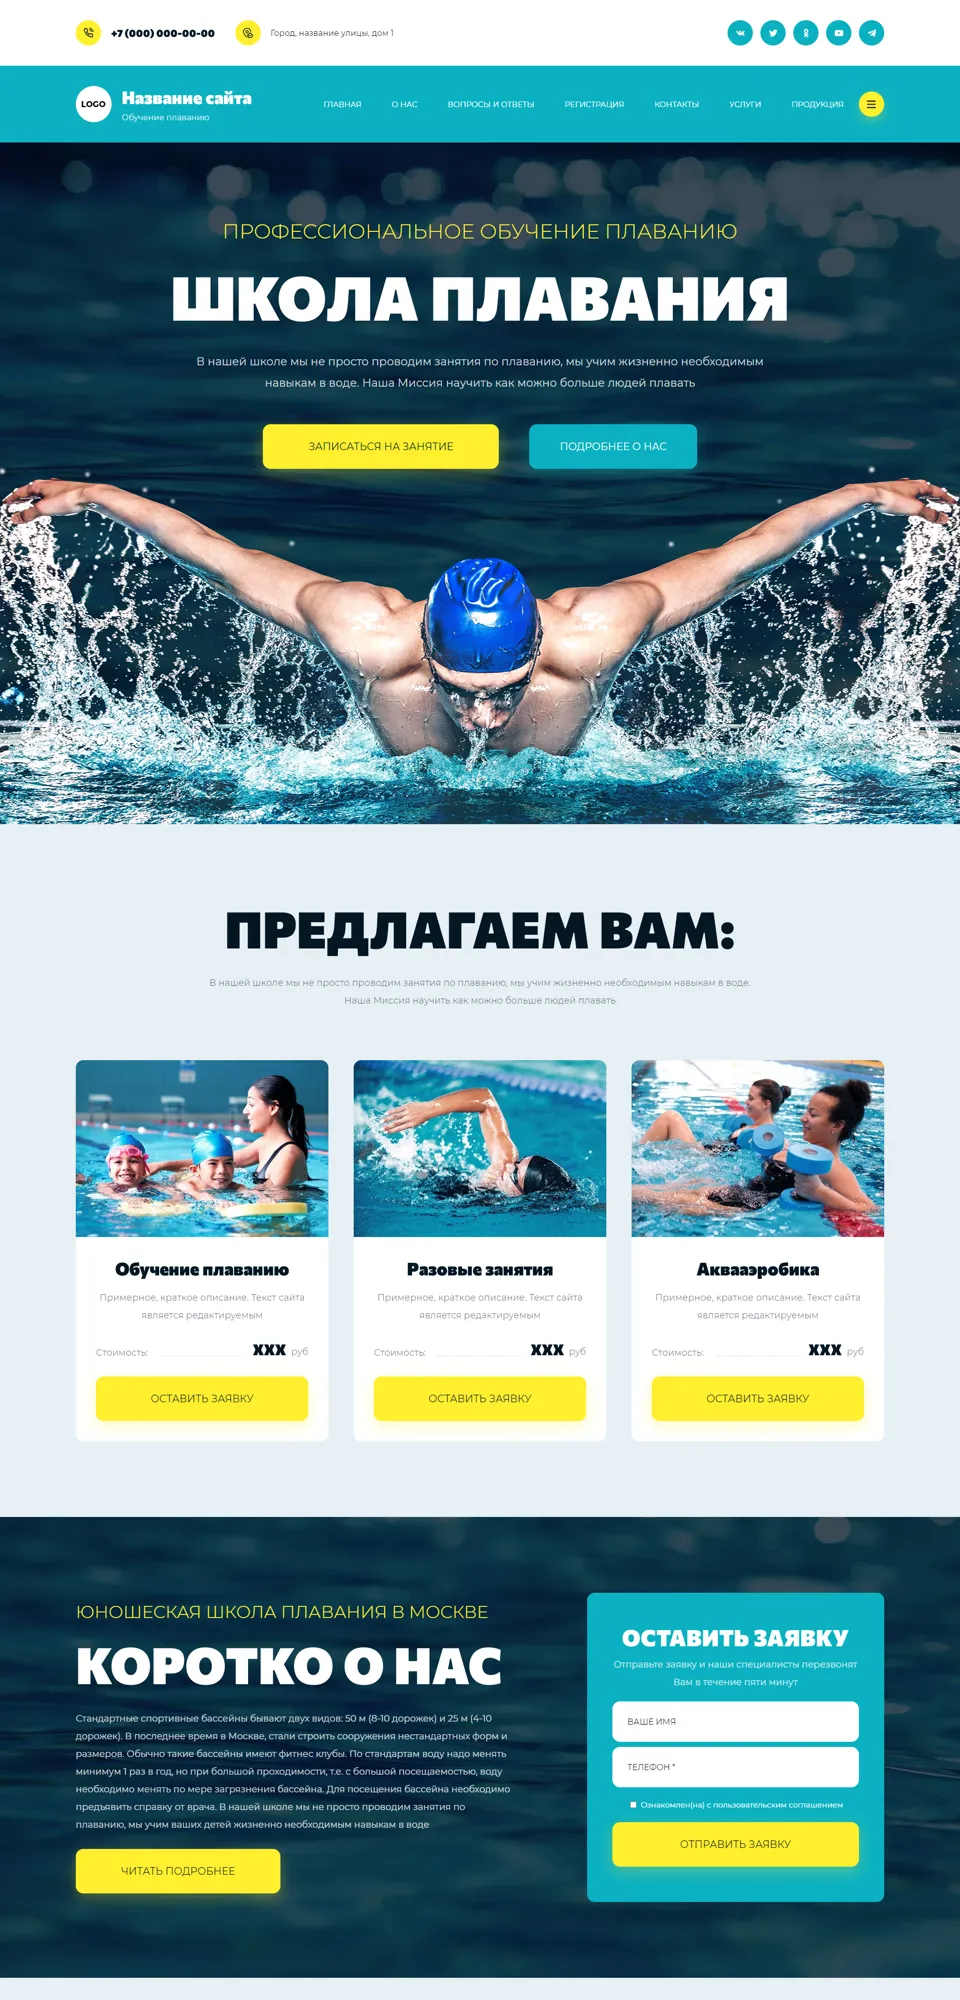 +7 (000) 000-00-00
Город, название улицы, дом 1
LOGO
Название сайта
Обучение плаванию
ГЛАВНАЯ
О НАС
ВОПРОСЫ И ОТВЕТЫ
РЕГИСТРАЦИЯ
КОНТАКТЫ
УСЛУГИ
ПРОДУКЦИЯ
ПРОФЕССИОНАЛЬНОЕ ОБУЧЕНИЕ ПЛАВАНИЮ
ШКОЛА ПЛАВАНИЯ
В нашей школе мы не просто проводим занятия по плаванию, мы учим жизненно необходимым
навыкам в воде. Наша Миссия научить как можно больше людей плавать
ЗАПИСАТЬСЯ НА ЗАНЯТИЕ
ПОДРОБНЕЕ О НАС
ПРЕДЛАГАЕМ ВАМ:
В нашей школе мы не просто проводим занятия по плаванию, мы учим жизненно необходимым навыкам в воде.
Наша Миссия научить как можно больше людей плавать
Обучение плаванию
Примерное, краткое описание. Текст сайта
является редактируемым
Стоимость: XXX руб
ОСТАВИТЬ ЗАЯВКУ
Разовые занятия
Примерное, краткое описание. Текст сайта
является редактируемым
Стоимость: XXX руб
ОСТАВИТЬ ЗАЯВКУ
Аквааэробика
Примерное, краткое описание. Текст сайта
является редактируемым
Стоимость: XXX руб
ОСТАВИТЬ ЗАЯВКУ
ЮНОШЕСКАЯ ШКОЛА ПЛАВАНИЯ В МОСКВЕ
КОРОТКО О НАС
Стандартные спортивные бассейны бывают двух видов: 50 м (8-10 дорожек) и 25 м (4-10
дорожек). В последнее время в Москве, стали строить сооружения нестандартных форм и
размеров. Обычно такие бассейны имеют фитнес клубы. По стандартам воду надо менять
минимум 1 раз в год, но при большой проходимости, т.е. с большой посещаемостью, воду
необходимо менять по мере загрязнения бассейна. Для посещения бассейна необходимо
предъявить справку от врача. В нашей школе мы не просто проводим занятия по
плаванию, мы учим ваших детей жизненно необходимым навыкам в воде
ЧИТАТЬ ПОДРОБНЕЕ
ОСТАВИТЬ ЗАЯВКУ
Отправьте заявку и наши специалисты перезвонят
Вам в течение пяти минут
ВАШЕ ИМЯ
ТЕЛЕФОН *
Ознакомлен(на) с пользовательским соглашением
ОТПРАВИТЬ ЗАЯВКУ